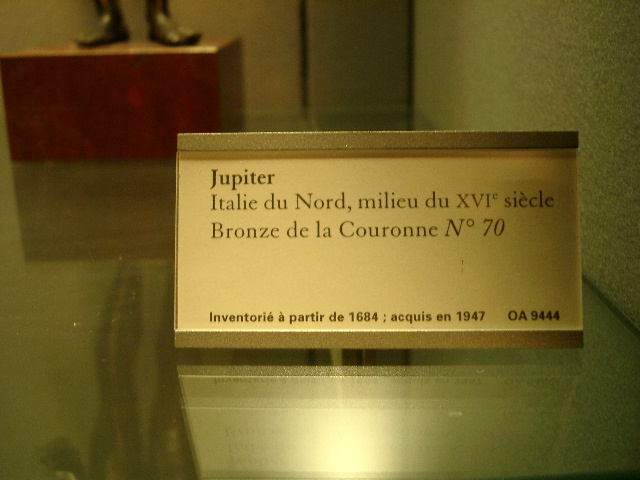 Jupiter
Italie du Nord, milieu du XVIe siècle
Bronze de la Couronne N° 70
Inventorié à partir de 1684 ; acquis en 1947 OA 9444